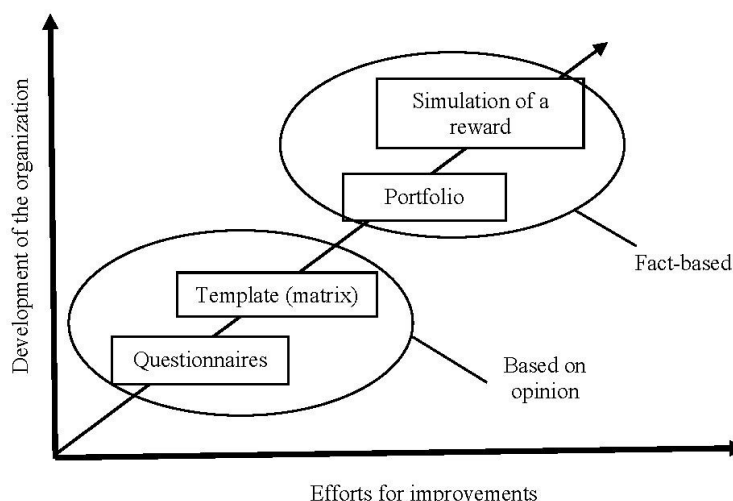 Development of the organization
Simulation of a
reward
Portfolio
Fact-based
Template (matrix)
Questionnaires
Based on
opinion
Efforts for improvements